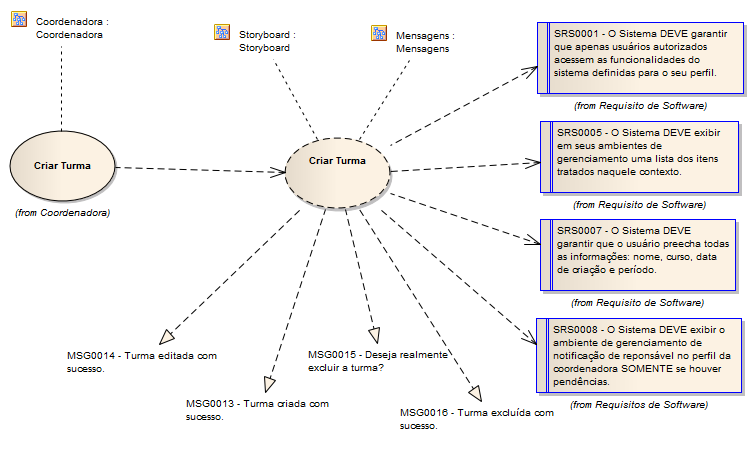 Coordenadora :
Coordenadora
Storyboard :
Storyboard
Mensagens :
Mensagens
SRS0001 - O Sistema DEVE garantir
que apenas usuários autorizados
acessem as funcionalidades do
sistema definidas para o seu perfil.
(from Requisito de Software)
Criar Turma
(from Coordenadora)
Criar Turma
SRS0005 - O Sistema DEVE exibir
em seus ambientes de
gerenciamento uma lista dos itens
tratados naquele contexto.
(from Requisito de Software)
SRS0007 - O Sistema DEVE
garantir que o usuário preecha todas
as informações: nome, curso, data
de criação e período.
(from Requisito de Software)
SRS0008 - O Sistema DEVE exibir o
ambiente de gerenciamento de
notificação de reponsável no perfil da
coordenadora SOMENTE se houver
pendências.
(from Requisitos de Software)
MSG0014 - Turma editada com
sucesso.
MSG0015 - Deseja realmente
excluir a turma?
MSG0013 - Turma criada com
sucesso.
MSG0016 - Turma excluída com
sucesso.